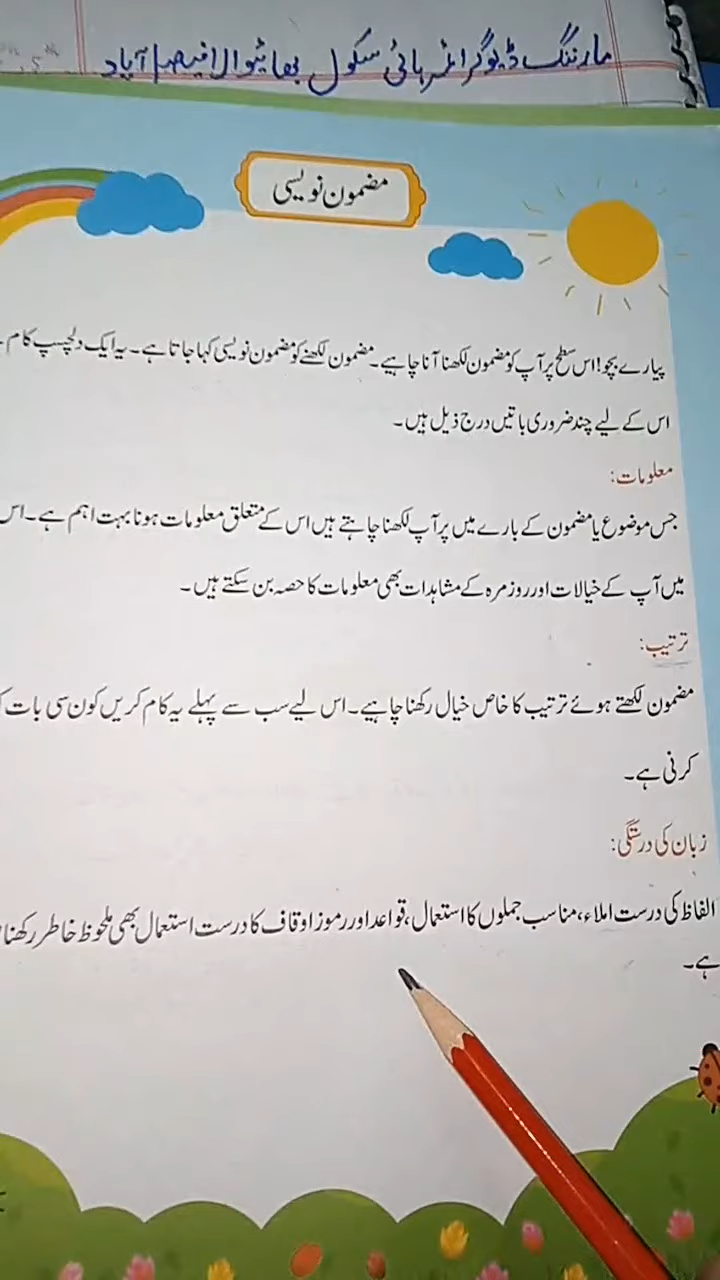 مارننگ ڈیو گرائمر ہائی سکول بھائیوالا فیصل آباد
مضمون نویسی
پیارے بچو! اس سطح پر آپ کو مضمون لکھنا آنا چاہیے۔ مضمون لکھنے کو مضمون نویسی کہا جاتا ہے۔ یہ ایک دلچسپ کام
اس کے لیے چند ضروری باتیں درج ذیل ہیں۔
معلومات:
جس موضوع یا مضمون کے بارے میں پر آپ لکھنا چاہتے ہیں اس کے متعلق معلومات ہونا بہت اہم ہے۔ اس
میں آپ کے خیالات اور روزمرہ کے مشاہدات بھی معلومات کا حصہ بن سکتے ہیں۔
ترتیب:
مضمون لکھتے ہوئے ترتیب کا خاص خیال رکھنا چاہیے۔ اس لیے سب سے پہلے یہ کام کریں کون سی بات
کرنی ہے۔
زبان کی درستگی:
الفاظ کی درست املاء، مناسب جملوں کا استعمال، قواعد اور رموز اوقاف کا درست استعمال بھی ملحوظ خاطر رکھنا
ہے۔